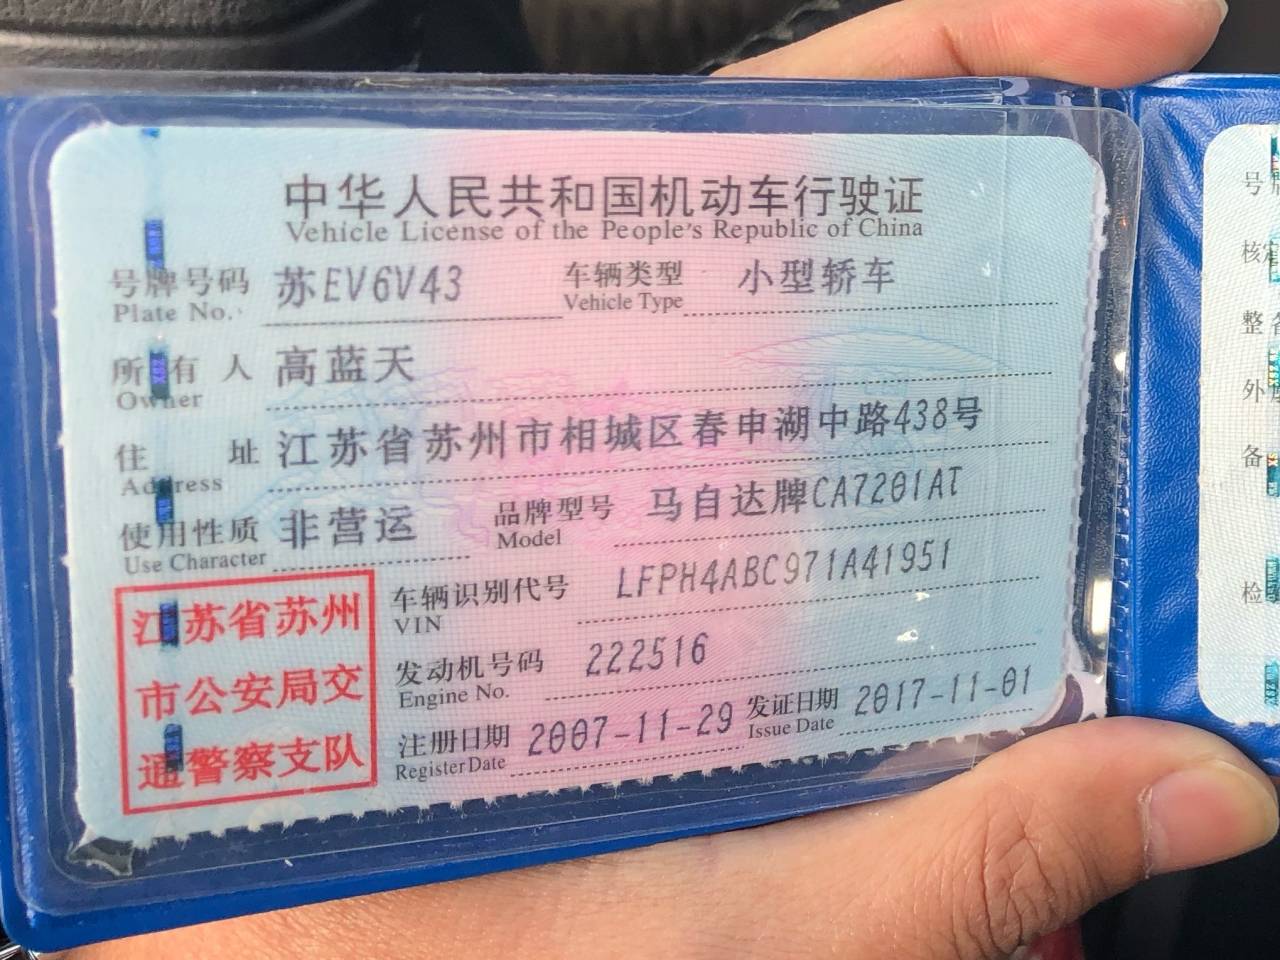 中华人民共和国机动车行驶证
Vehicle License of the People's Republic of China
号牌号码 苏EV6V43 车辆类型 小型轿车
Plate No. Vehicle Type
所有人 高蓝天
Owner
住址 江苏省苏州市相城区春申湖中路438号
Address
使用性质 非营运 品牌型号 马自达牌CA7201AT
Use Character Model
江苏省苏州
市公安局交
通警察支队
车辆识别代号 LFPH4ABC971A41951
VIN
发动机号码 222516
Engine No.
注册日期 2007-11-29 发证日期 2017-11-01
Register Date Issue Date
号
核
整
外
备
检